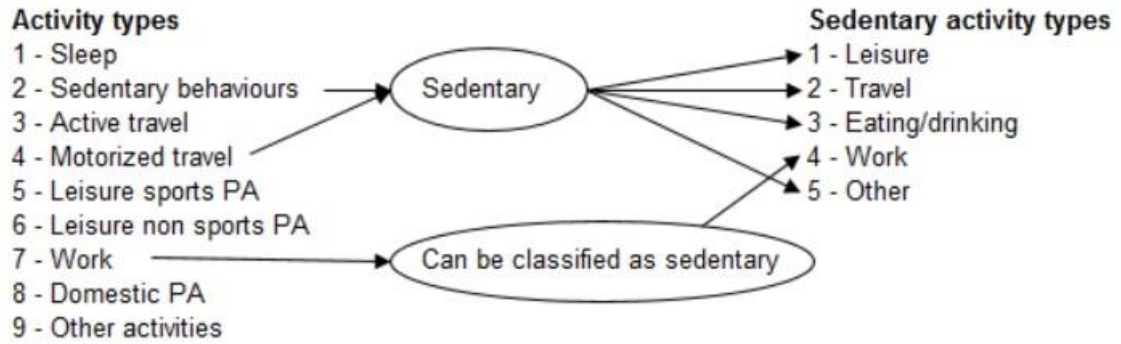 Activity types
1 - Sleep
2 - Sedentary behaviours
3 - Active travel
4 - Motorized travel
5 - Leisure sports PA
6 - Leisure non sports PA
7 - Work
8 - Domestic PA
9 - Other activities
Sedentary
Can be classified as sedentary
Sedentary activity types
1 - Leisure
2 - Travel
3 - Eating/drinking
4 - Work
5 - Other